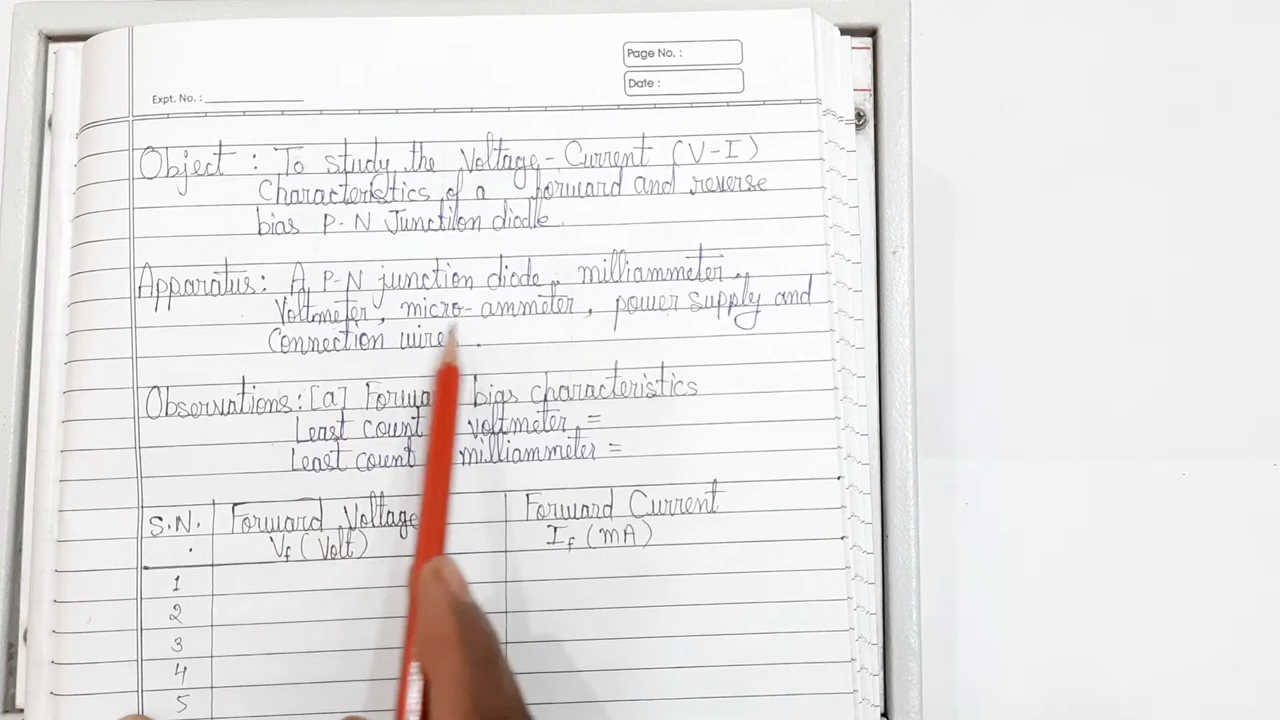 Page No. :
Date :
Expt. No. :
Object : To study the Voltage - Current (V-I)
Characteristics of a forward and reverse
bias P-N Junction diode.
Apparatus: A P-N junction diode, milliammeter,
Voltmeter, micro-ammeter, power supply and
Connection wire .
Observations: [a] Forward bias characteristics
Least count voltmeter =
Least count milliammeter =
S.N. Forward Voltage Forward Current
Vf (Volt) If (mA)
1
2
3
4
5